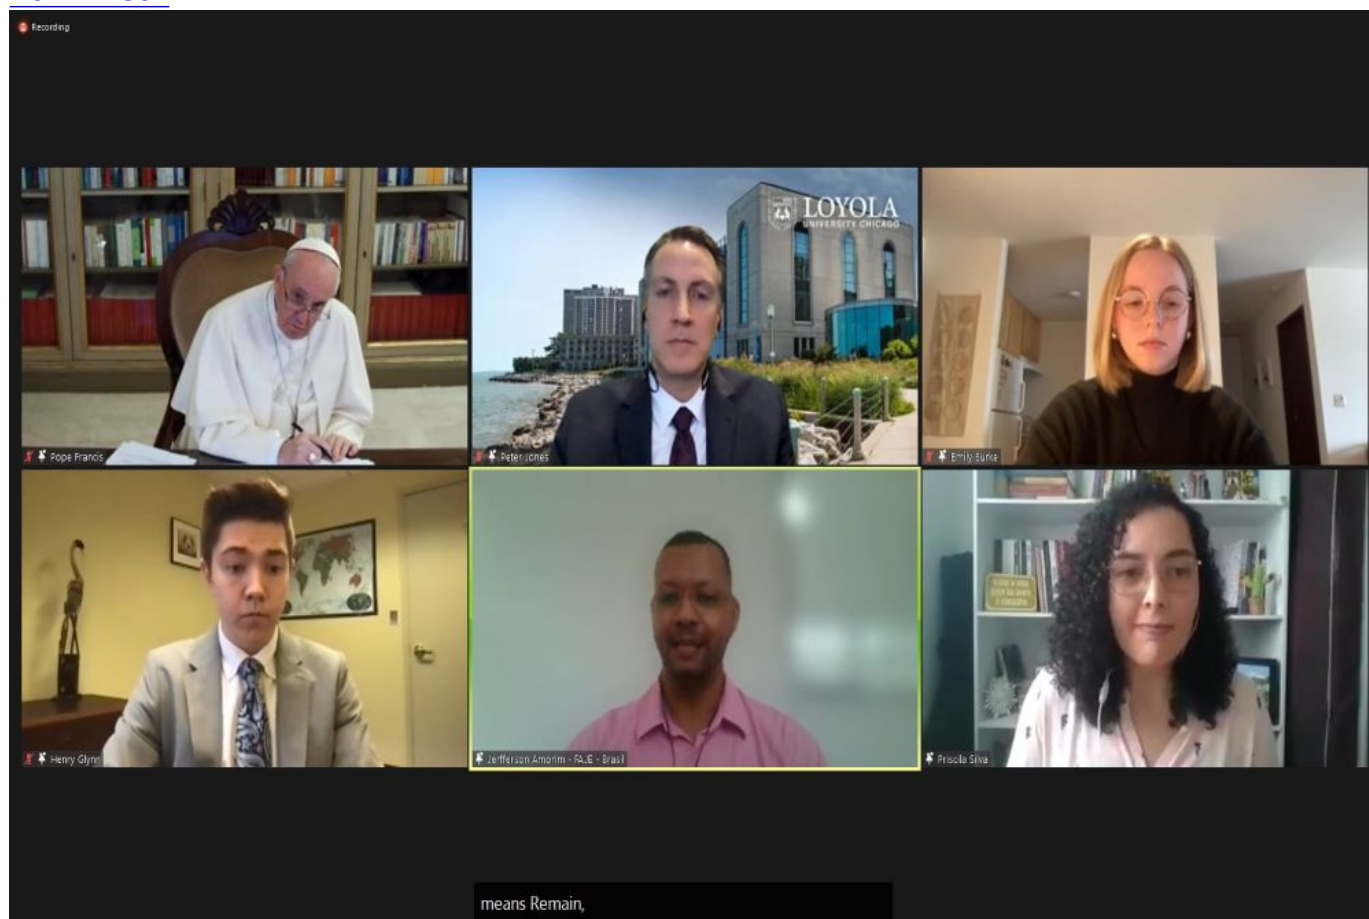 Recording
LOYOLA
UNIVERSITY CHICAGO
Pope Francis
Peter Jones
Emily Burke
Henry Glynn
Jerfferson Amorim - FAJE - Brasil
Priscila Silva
means Remain,